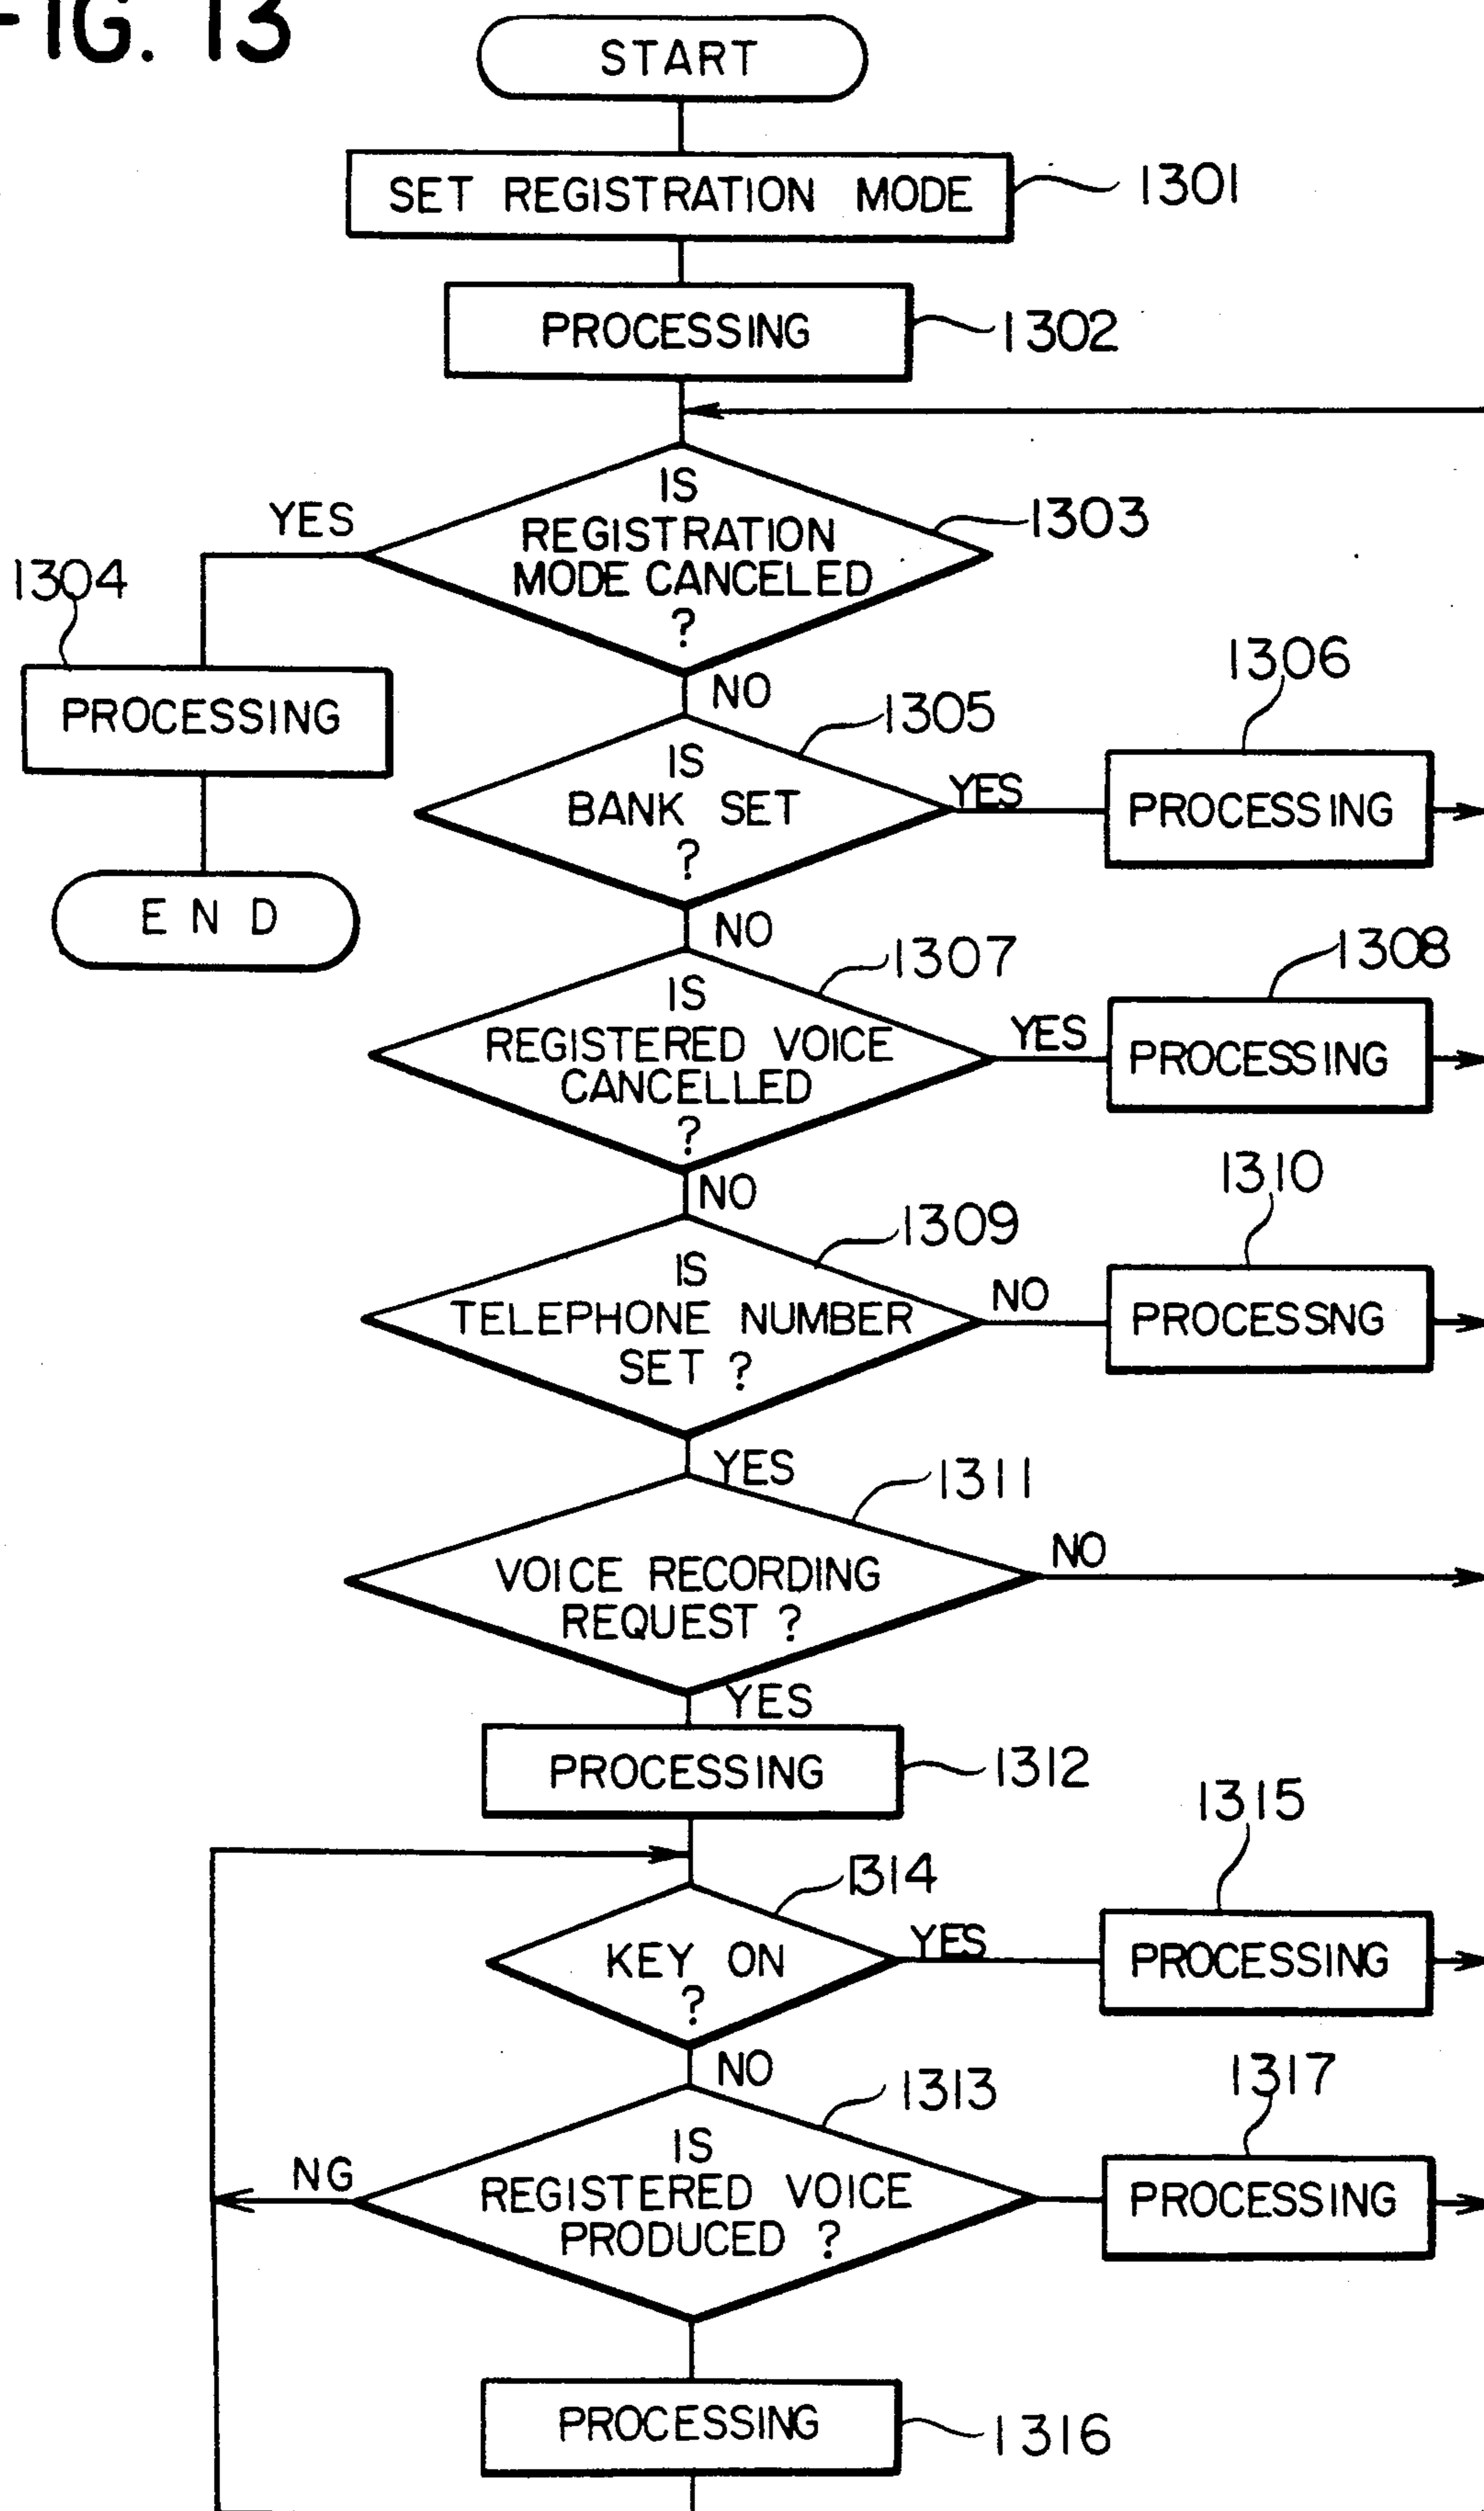 FIG. 13
START
SET REGISTRATION MODE
1301
PROCESSING
1302
IS
REGISTRATION
MODE CANCELED
?
1303
YES
1304
PROCESSING
END
NO
IS
BANK SET
?
1305
YES
1306
PROCESSING
NO
IS
REGISTERED VOICE
CANCELLED
?
1307
YES
1308
PROCESSING
NO
IS
TELEPHONE NUMBER
SET ?
1309
NO
1310
PROCESSNG
YES
VOICE RECORDING
REQUEST ?
1311
NO
YES
PROCESSING
1312
KEY ON
?
1314
YES
1315
PROCESSING
NO
IS
REGISTERED VOICE
PRODUCED ?
1313
NG
1317
PROCESSING
PROCESSING
1316